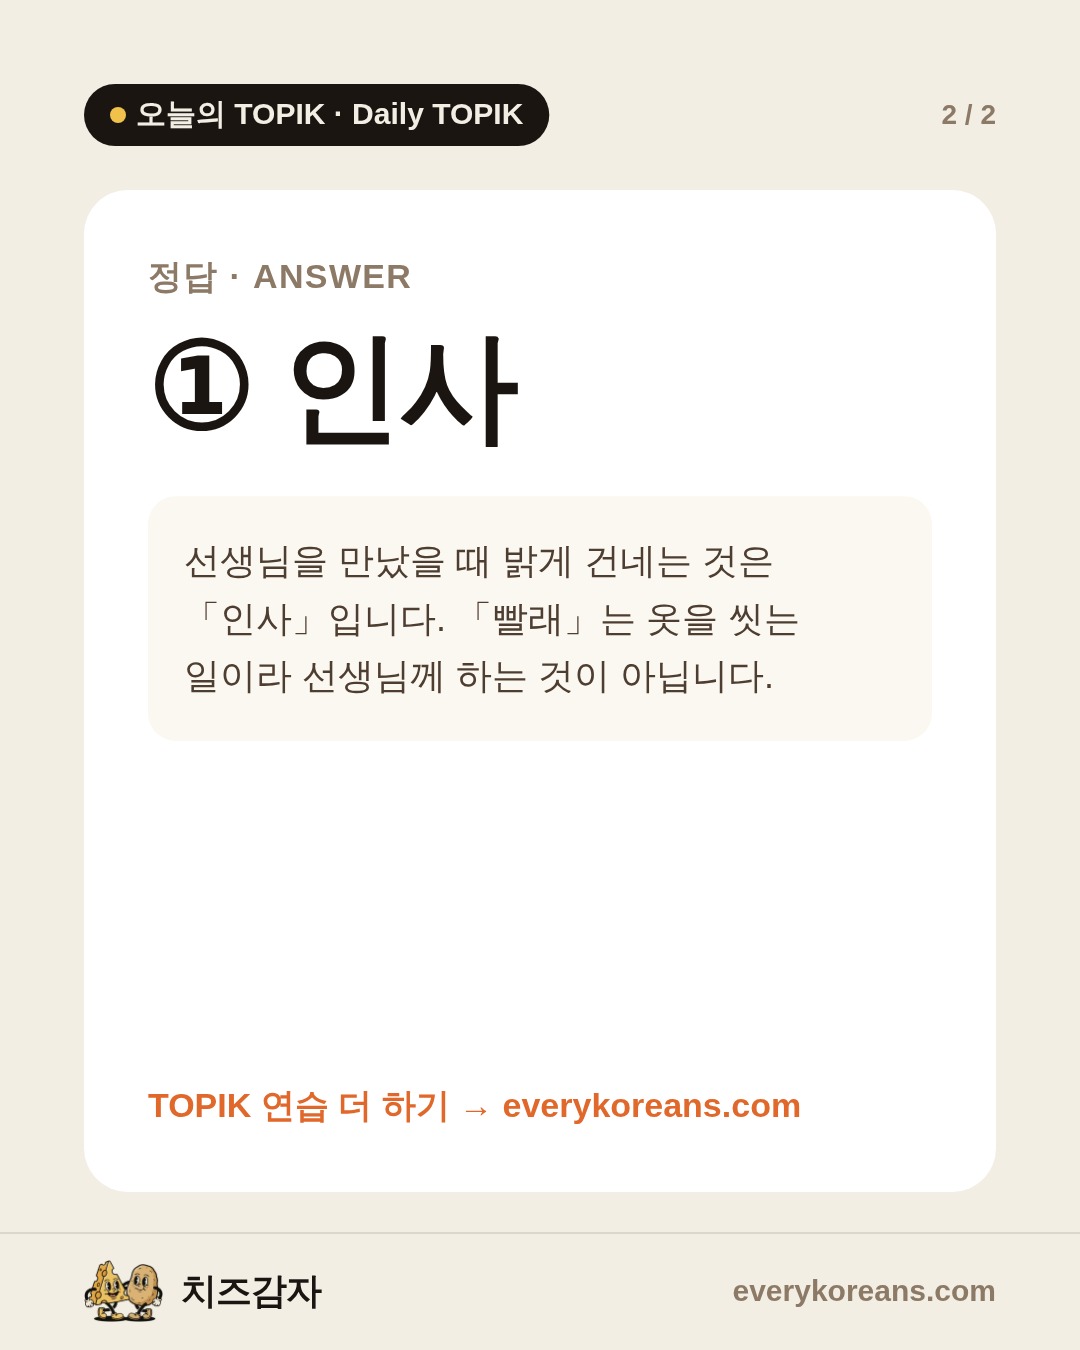 오늘의 TOPIK · Daily TOPIK
2 / 2
정답 · ANSWER
① 인사
선생님을 만났을 때 밝게 건네는 것은
「인사」입니다. 「빨래」는 옷을 씻는
일이라 선생님께 하는 것이 아닙니다.
TOPIK 연습 더 하기 → everykoreans.com
치즈감자
everykoreans.com